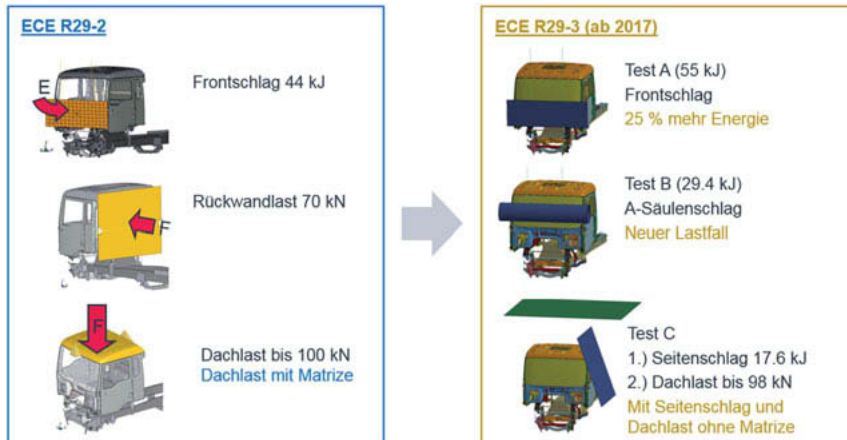 ECE R29-2
E
Frontschlag 44 kJ
Rückwandlast 70 kN
F
F
Dachlast bis 100 kN
Dachlast mit Matrize
ECE R29-3 (ab 2017)
Test A (55 kJ)
Frontschlag
25 % mehr Energie
Test B (29.4 kJ)
A-Säulenschlag
Neuer Lastfall
Test C
1.) Seitenschlag 17.6 kJ
2.) Dachlast bis 98 kN
Mit Seitenschlag und
Dachlast ohne Matrize